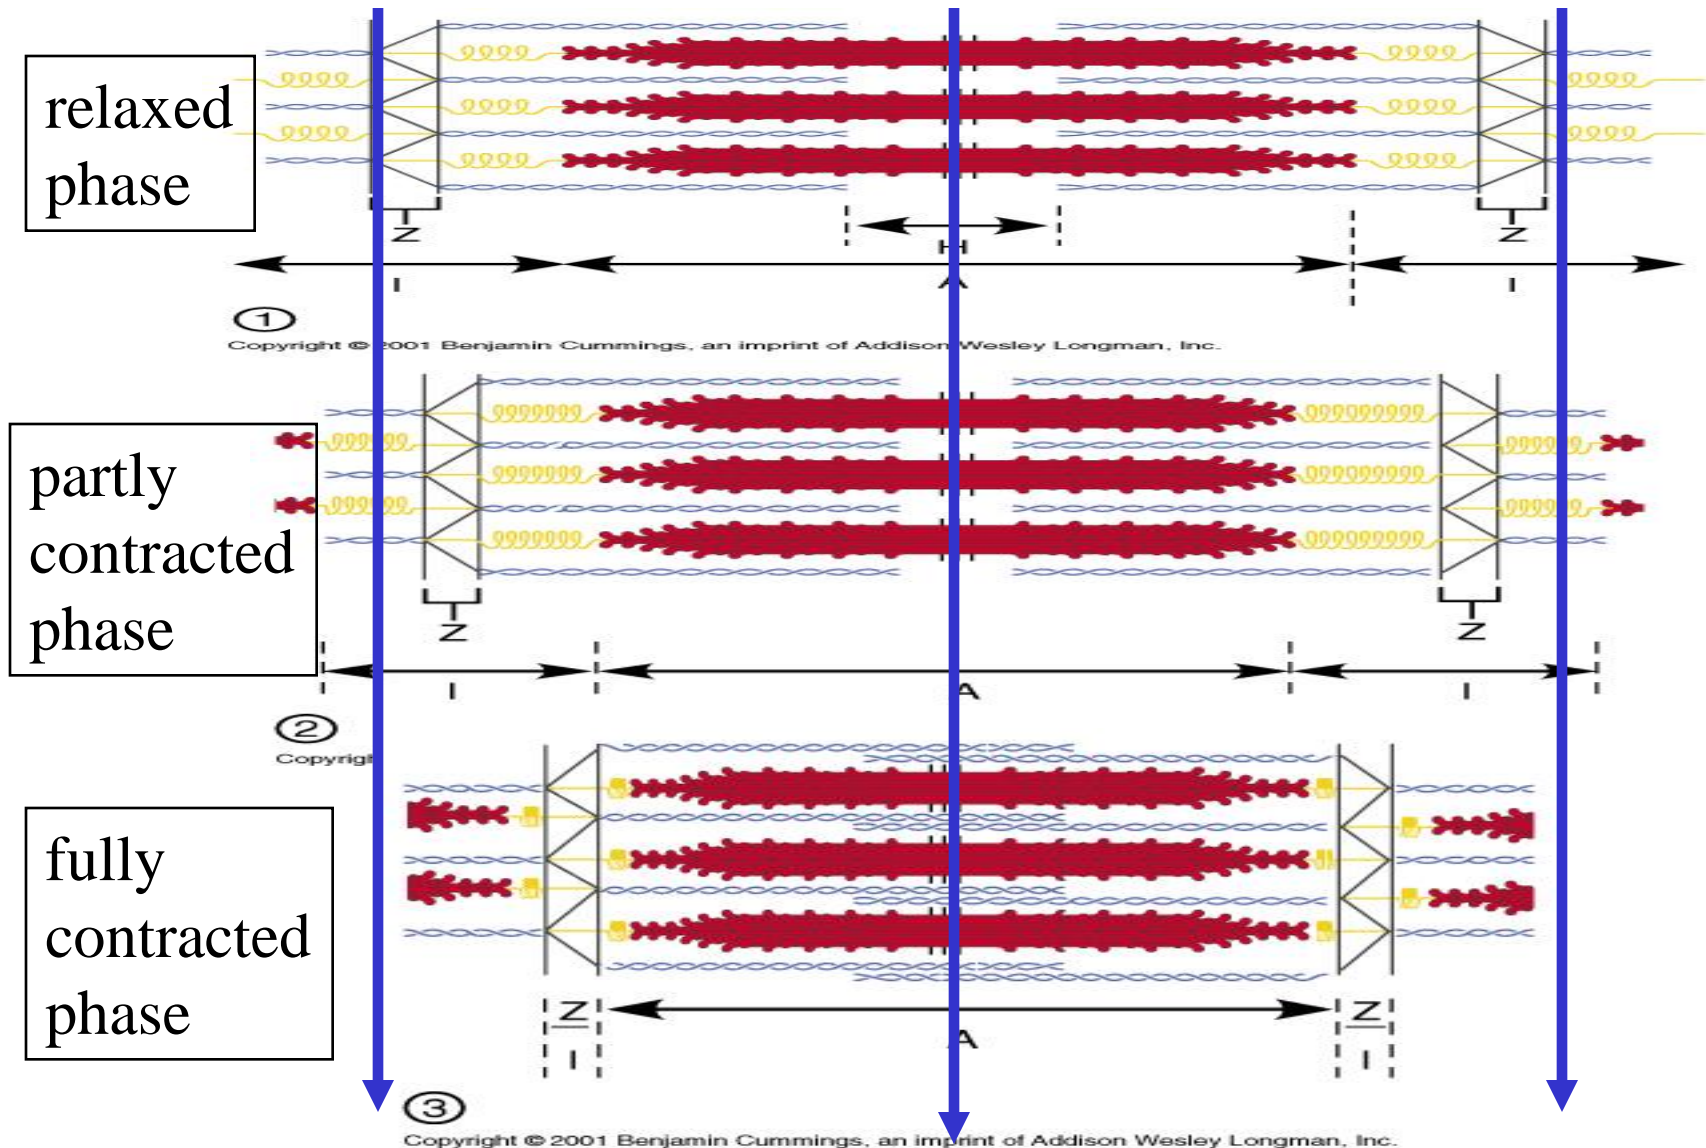 relaxed
phase
Z
Z
H
I
A
I
1
Copyright © 2001 Benjamin Cummings, an imprint of Addison Wesley Longman, Inc.
partly
contracted
phase
Z
Z
I
A
I
2
Copyrigh
fully
contracted
phase
Z
Z
A
I
I
3
Copyright © 2001 Benjamin Cummings, an imprint of Addison Wesley Longman, Inc.